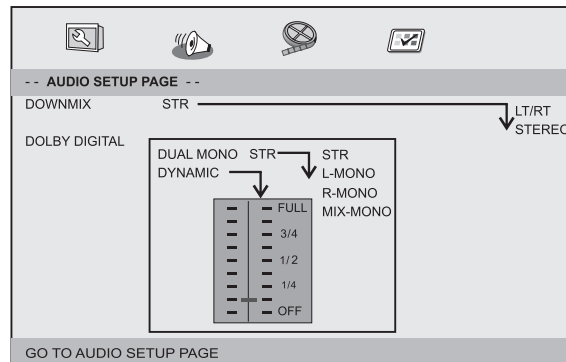 - - AUDIO SETUP PAGE - -
DOWNMIX STR LT/RT
STEREO
DOLBY DIGITAL
DUAL MONO STR STR
DYNAMIC L-MONO
R-MONO
FULL MIX-MONO
3/4
1/2
1/4
OFF
GO TO AUDIO SETUP PAGE